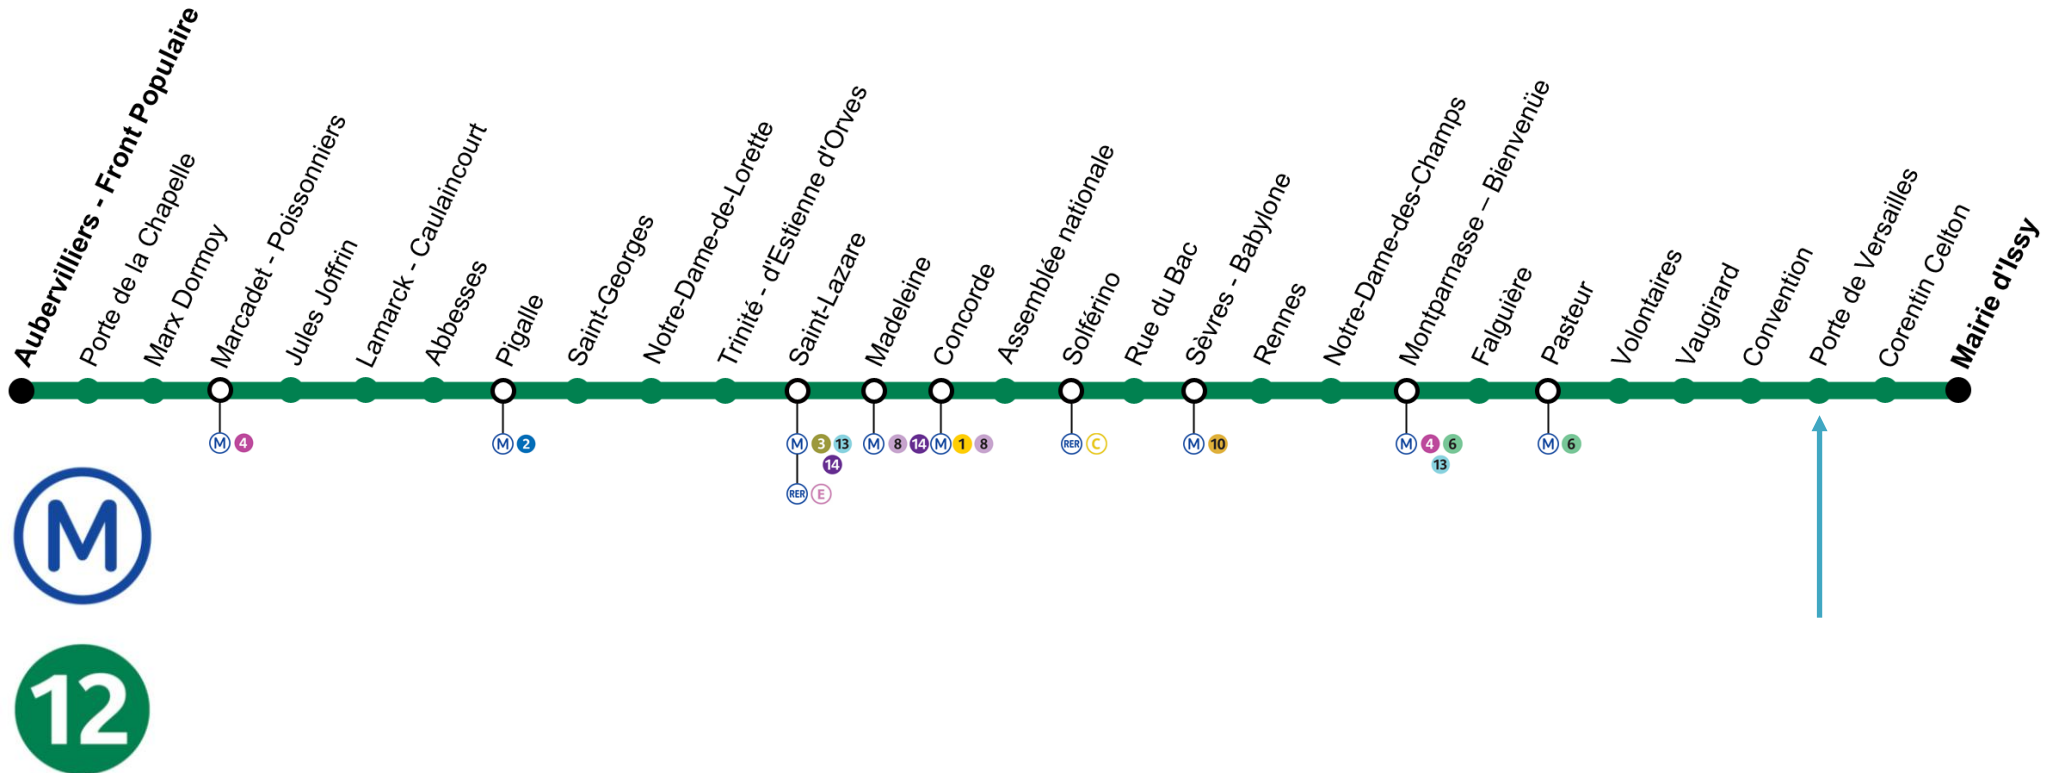 Aubervilliers - Front Populaire
Porte de la Chapelle
Marx Dormoy
Marcadet - Poissonniers
Jules Joffrin
Lamarck - Caulaincourt
Abbesses
Pigalle
Saint-Georges
Notre-Dame-de-Lorette
Trinité - d'Estienne d'Orves
Saint-Lazare
Madeleine
Concorde
Assemblée nationale
Solférino
Rue du Bac
Sèvres - Babylone
Rennes
Notre-Dame-des-Champs
Montparnasse – Bienvenüe
Falguière
Pasteur
Volontaires
Vaugirard
Convention
Porte de Versailles
Corentin Celton
Mairie d'Issy
M 4
M 2
M 3 13
14
RER E
M 8 14
M 1 8
RER C
M 10
M 4 6
13
M 6
M
12